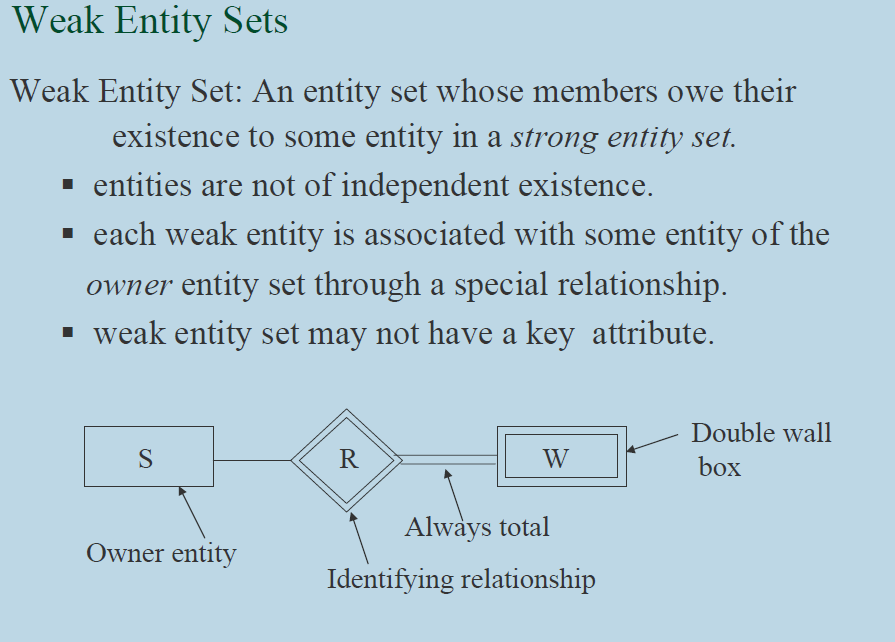 Weak Entity Sets
Weak Entity Set: An entity set whose members owe their
existence to some entity in a strong entity set.
▪ entities are not of independent existence.
▪ each weak entity is associated with some entity of the
owner entity set through a special relationship.
▪ weak entity set may not have a key attribute.
S
R
W
Double wall
box
Always total
Owner entity
Identifying relationship